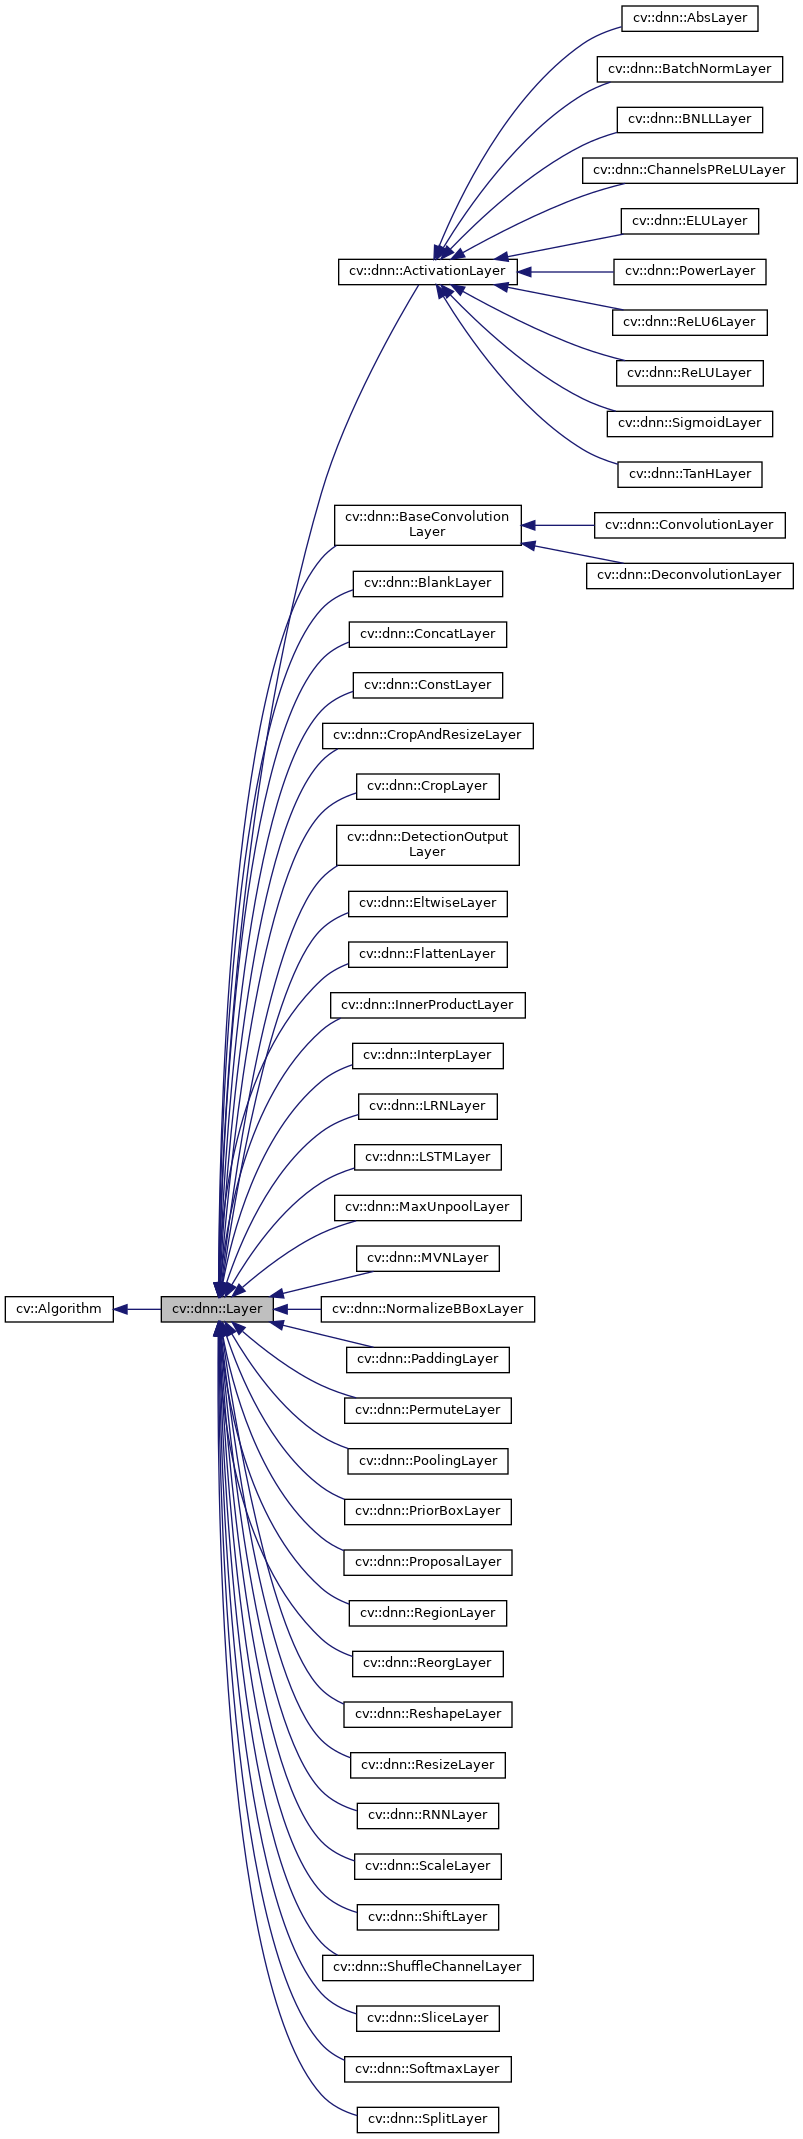 cv::dnn::AbsLayer
cv::dnn::BatchNormLayer
cv::dnn::BNLLLayer
cv::dnn::ChannelsPReLULayer
cv::dnn::ELULayer
cv::dnn::ActivationLayer
cv::dnn::PowerLayer
cv::dnn::ReLU6Layer
cv::dnn::ReLULayer
cv::dnn::SigmoidLayer
cv::dnn::TanHLayer
cv::dnn::BaseConvolution
Layer
cv::dnn::ConvolutionLayer
cv::dnn::DeconvolutionLayer
cv::dnn::BlankLayer
cv::dnn::ConcatLayer
cv::dnn::ConstLayer
cv::dnn::CropAndResizeLayer
cv::dnn::CropLayer
cv::dnn::DetectionOutput
Layer
cv::dnn::EltwiseLayer
cv::dnn::FlattenLayer
cv::dnn::InnerProductLayer
cv::dnn::InterpLayer
cv::dnn::LRNLayer
cv::dnn::LSTMLayer
cv::dnn::MaxUnpoolLayer
cv::dnn::MVNLayer
cv::Algorithm
cv::dnn::Layer
cv::dnn::NormalizeBBoxLayer
cv::dnn::PaddingLayer
cv::dnn::PermuteLayer
cv::dnn::PoolingLayer
cv::dnn::PriorBoxLayer
cv::dnn::ProposalLayer
cv::dnn::RegionLayer
cv::dnn::ReorgLayer
cv::dnn::ReshapeLayer
cv::dnn::ResizeLayer
cv::dnn::RNNLayer
cv::dnn::ScaleLayer
cv::dnn::ShiftLayer
cv::dnn::ShuffleChannelLayer
cv::dnn::SliceLayer
cv::dnn::SoftmaxLayer
cv::dnn::SplitLayer